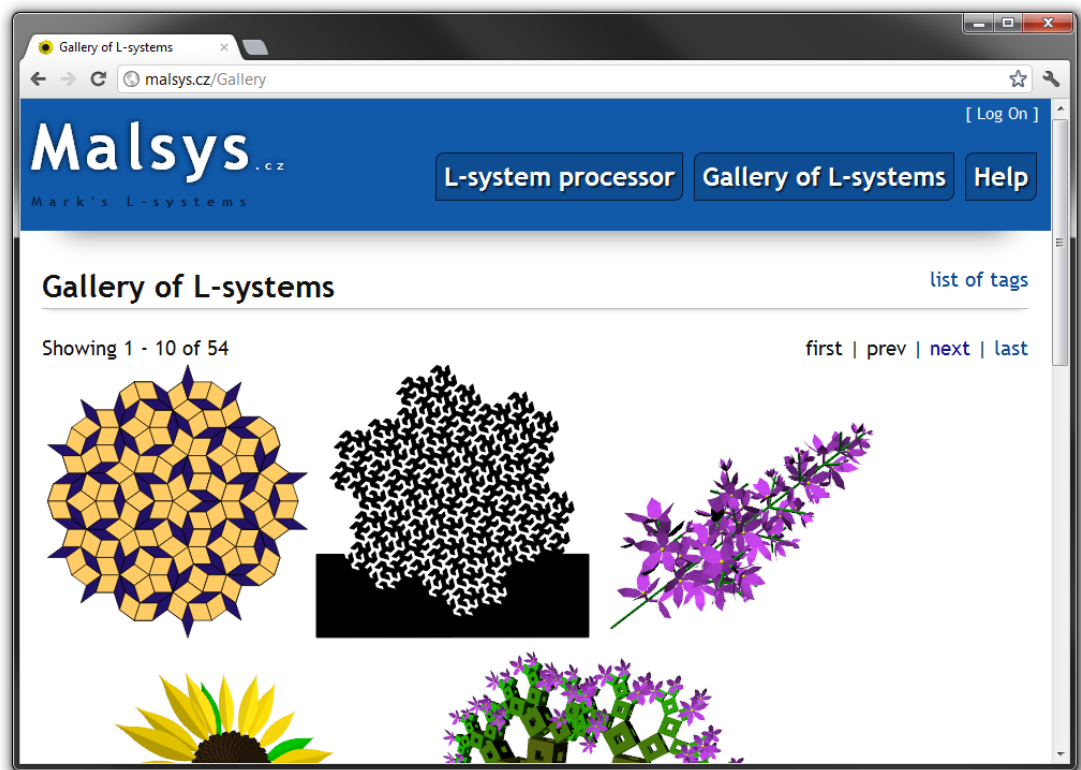 Gallery of L-systems
malsys.cz/Gallery
[ Log On ]
Malsys.cz
Mark's L-systems
L-system processor
Gallery of L-systems
Help
Gallery of L-systems
list of tags
Showing 1 - 10 of 54
first | prev | next | last